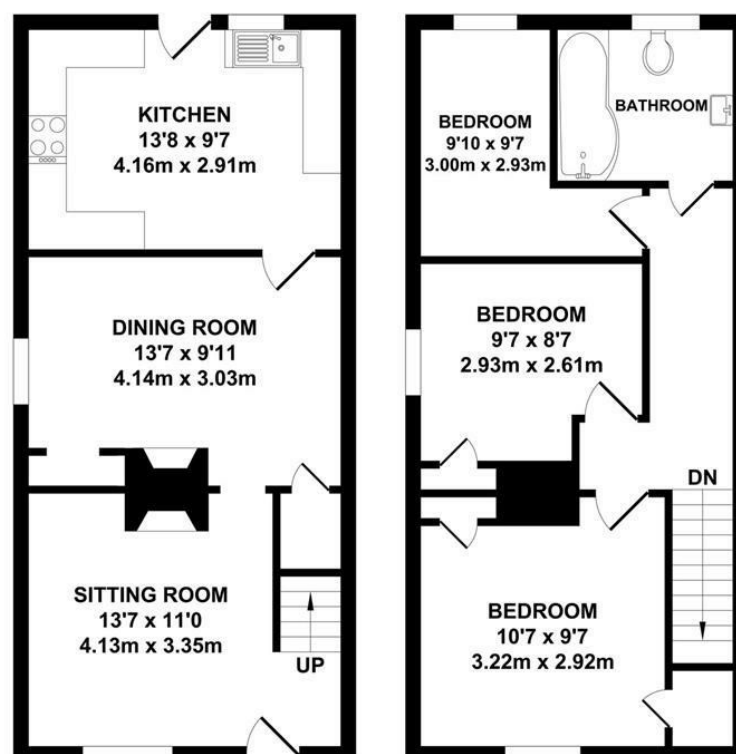 KITCHEN
13'8 x 9'7
4.16m x 2.91m
DINING ROOM
13'7 x 9'11
4.14m x 3.03m
SITTING ROOM
13'7 x 11'0
4.13m x 3.35m
UP
BEDROOM
9'10 x 9'7
3.00m x 2.93m
BATHROOM
BEDROOM
9'7 x 8'7
2.93m x 2.61m
DN
BEDROOM
10'7 x 9'7
3.22m x 2.92m